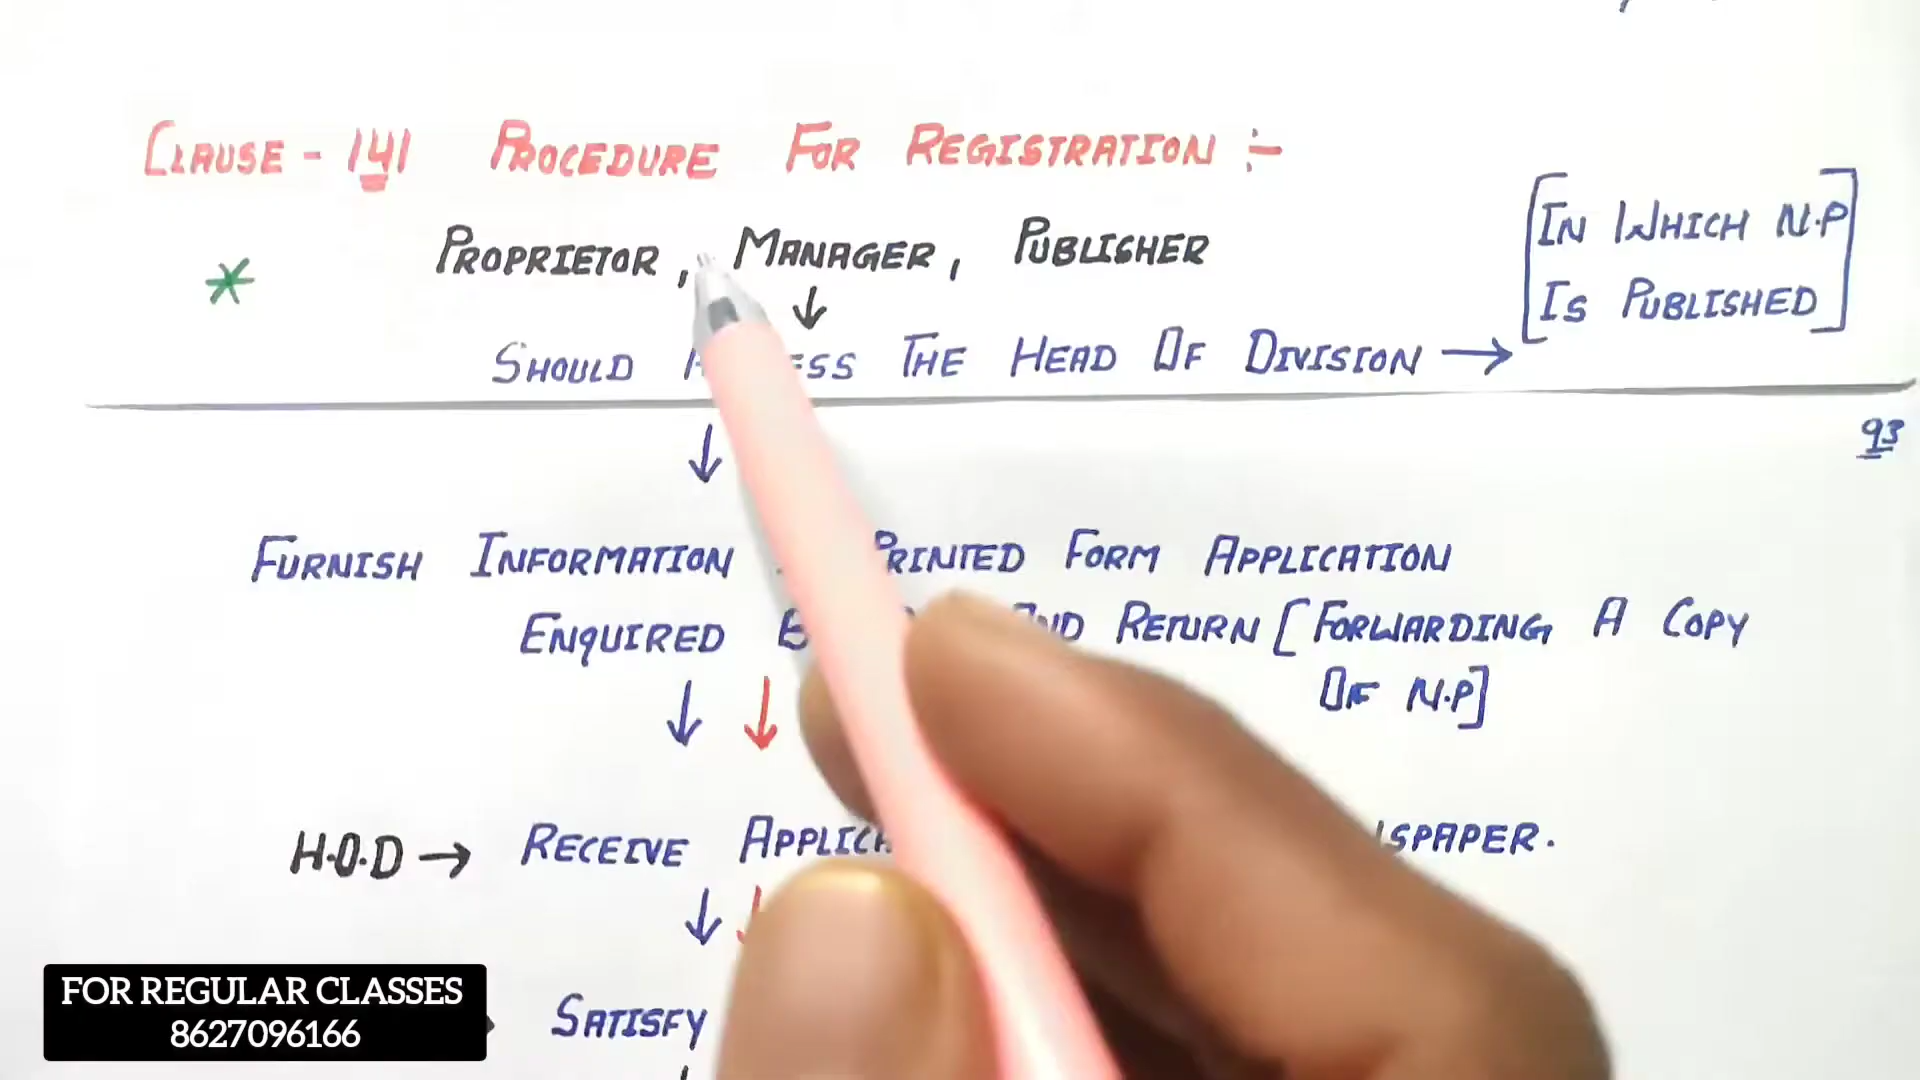 CLAUSE - 141 PROCEDURE FOR REGISTRATION :-
PROPRIETOR, MANAGER, PUBLISHER
[IN WHICH N.P
IS PUBLISHED]
SHOULD THE HEAD OF DIVISION →
93
FURNISH INFORMATION PRINTED FORM APPLICATION
ENQUIRED RETURN [FORWARDING A COPY
OF N.P]
H.O.D → RECEIVE
SATISFY
FOR REGULAR CLASSES
8627096166